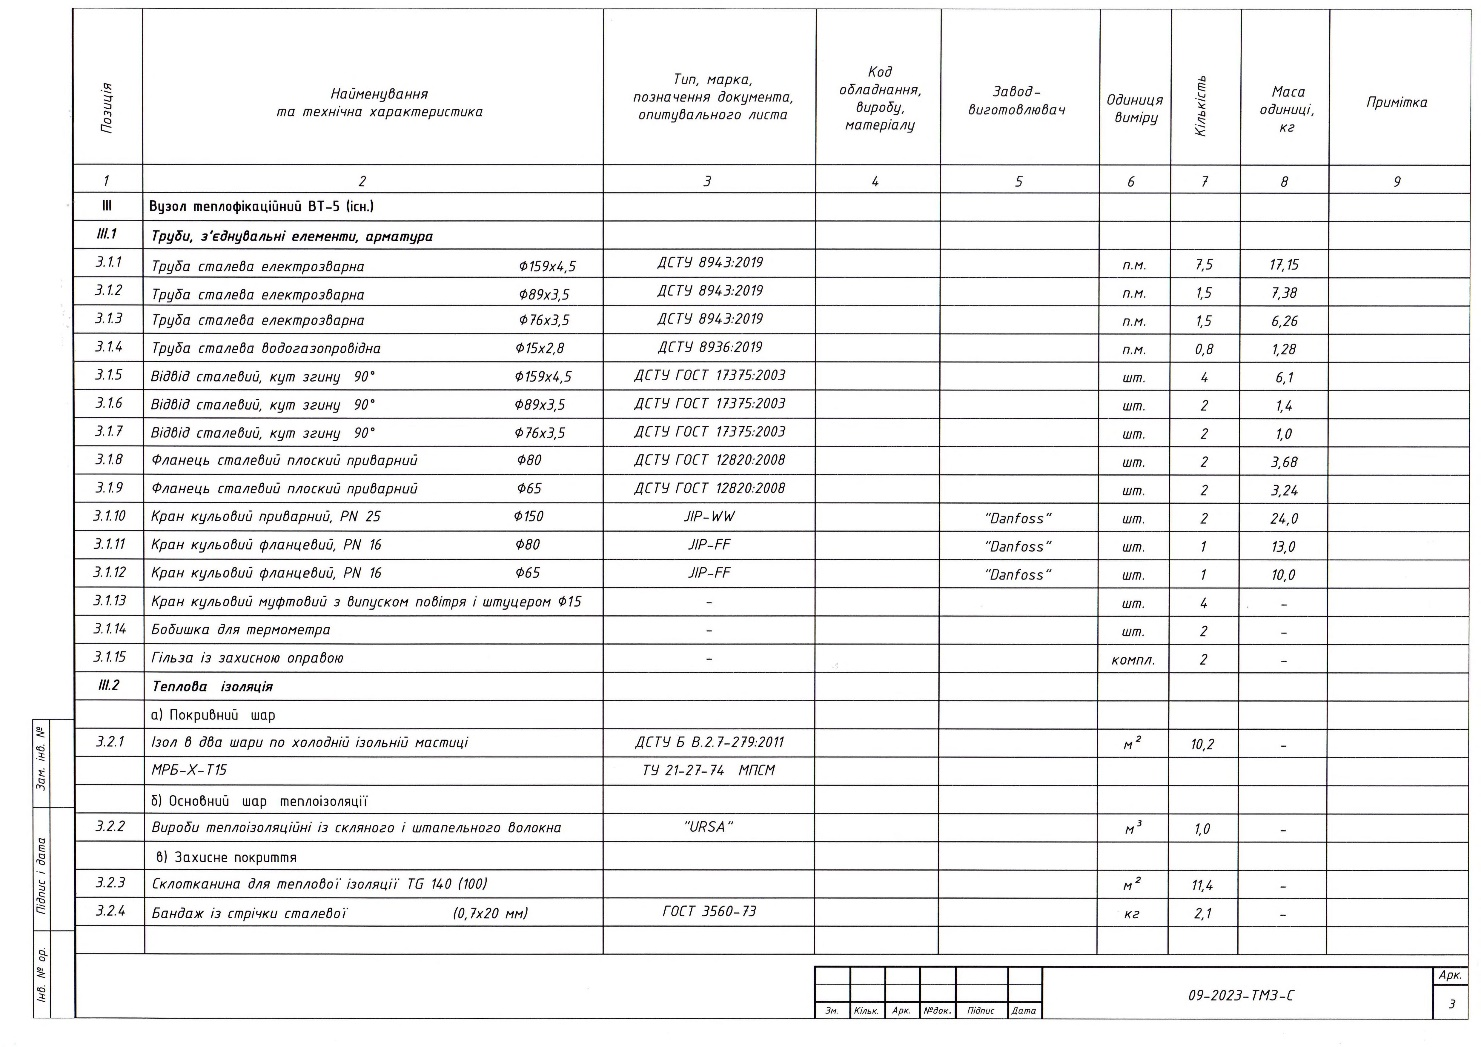 Позиція
Найменування
та технічна характеристика
Тип, марка,
позначення документа,
опитувального листа
Код
обладнання,
виробу,
матеріалу
Завод-
виготовлювач
Одиниця
виміру
Кількість
Маса
одиниці,
кг
Примітка
1 2 3 4 5 6 7 8 9
III Вузол теплофікаційний ВТ-5 (існ.)
III.1 Труби, з'єднувальні елементи, арматура
3.1.1 Труба сталева електрозварна Ф159х4,5 ДСТУ 8943:2019 п.м. 7,5 17,15
3.1.2 Труба сталева електрозварна Ф89х3,5 ДСТУ 8943:2019 п.м. 1,5 7,38
3.1.3 Труба сталева електрозварна Ф76х3,5 ДСТУ 8943:2019 п.м. 1,5 6,26
3.1.4 Труба сталева водогазопровідна Ф15х2,8 ДСТУ 8936:2019 п.м. 0,8 1,28
3.1.5 Відвід сталевий, кут згину 90° Ф159х4,5 ДСТУ ГОСТ 17375:2003 шт. 4 6,1
3.1.6 Відвід сталевий, кут згину 90° Ф89х3,5 ДСТУ ГОСТ 17375:2003 шт. 2 1,4
3.1.7 Відвід сталевий, кут згину 90° Ф76х3,5 ДСТУ ГОСТ 17375:2003 шт. 2 1,0
3.1.8 Фланець сталевий плоский приварний Ф80 ДСТУ ГОСТ 12820:2008 шт. 2 3,68
3.1.9 Фланець сталевий плоский приварний Ф65 ДСТУ ГОСТ 12820:2008 шт. 2 3,24
3.1.10 Кран кульовий приварний, PN 25 Ф150 JIP-WW "Danfoss" шт. 2 24,0
3.1.11 Кран кульовий фланцевий, PN 16 Ф80 JIP-FF "Danfoss" шт. 1 13,0
3.1.12 Кран кульовий фланцевий, PN 16 Ф65 JIP-FF "Danfoss" шт. 1 10,0
3.1.13 Кран кульовий муфтовий з випуском повітря і штуцером Ф15 - шт. 4 -
3.1.14 Бобишка для термометра - шт. 2 -
3.1.15 Гільза із захисною оправою - компл. 2 -
III.2 Теплова ізоляція
а) Покривний шар
3.2.1 Ізол в два шари по холодній ізольній мастиці ДСТУ Б В.2.7-279:2011 м² 10,2 -
МРБ-Х-Т15 ТУ 21-27-74 МПСМ
б) Основний шар теплоізоляції
3.2.2 Вироби теплоізоляційні із скляного і штапельного волокна "URSA" м³ 1,0 -
в) Захисне покриття
3.2.3 Склотканина для теплової ізоляції TG 140 (100) м² 11,4 -
3.2.4 Бандаж із стрічки сталевої (0,7х20 мм) ГОСТ 3560-73 кг 2,1 -
Зам. інв. №
Підпис і дата
Інв. № ор.
Зм. Кільк. Арк. №док. Підпис Дата
09-2023-ТМ3-С
Арк.
3